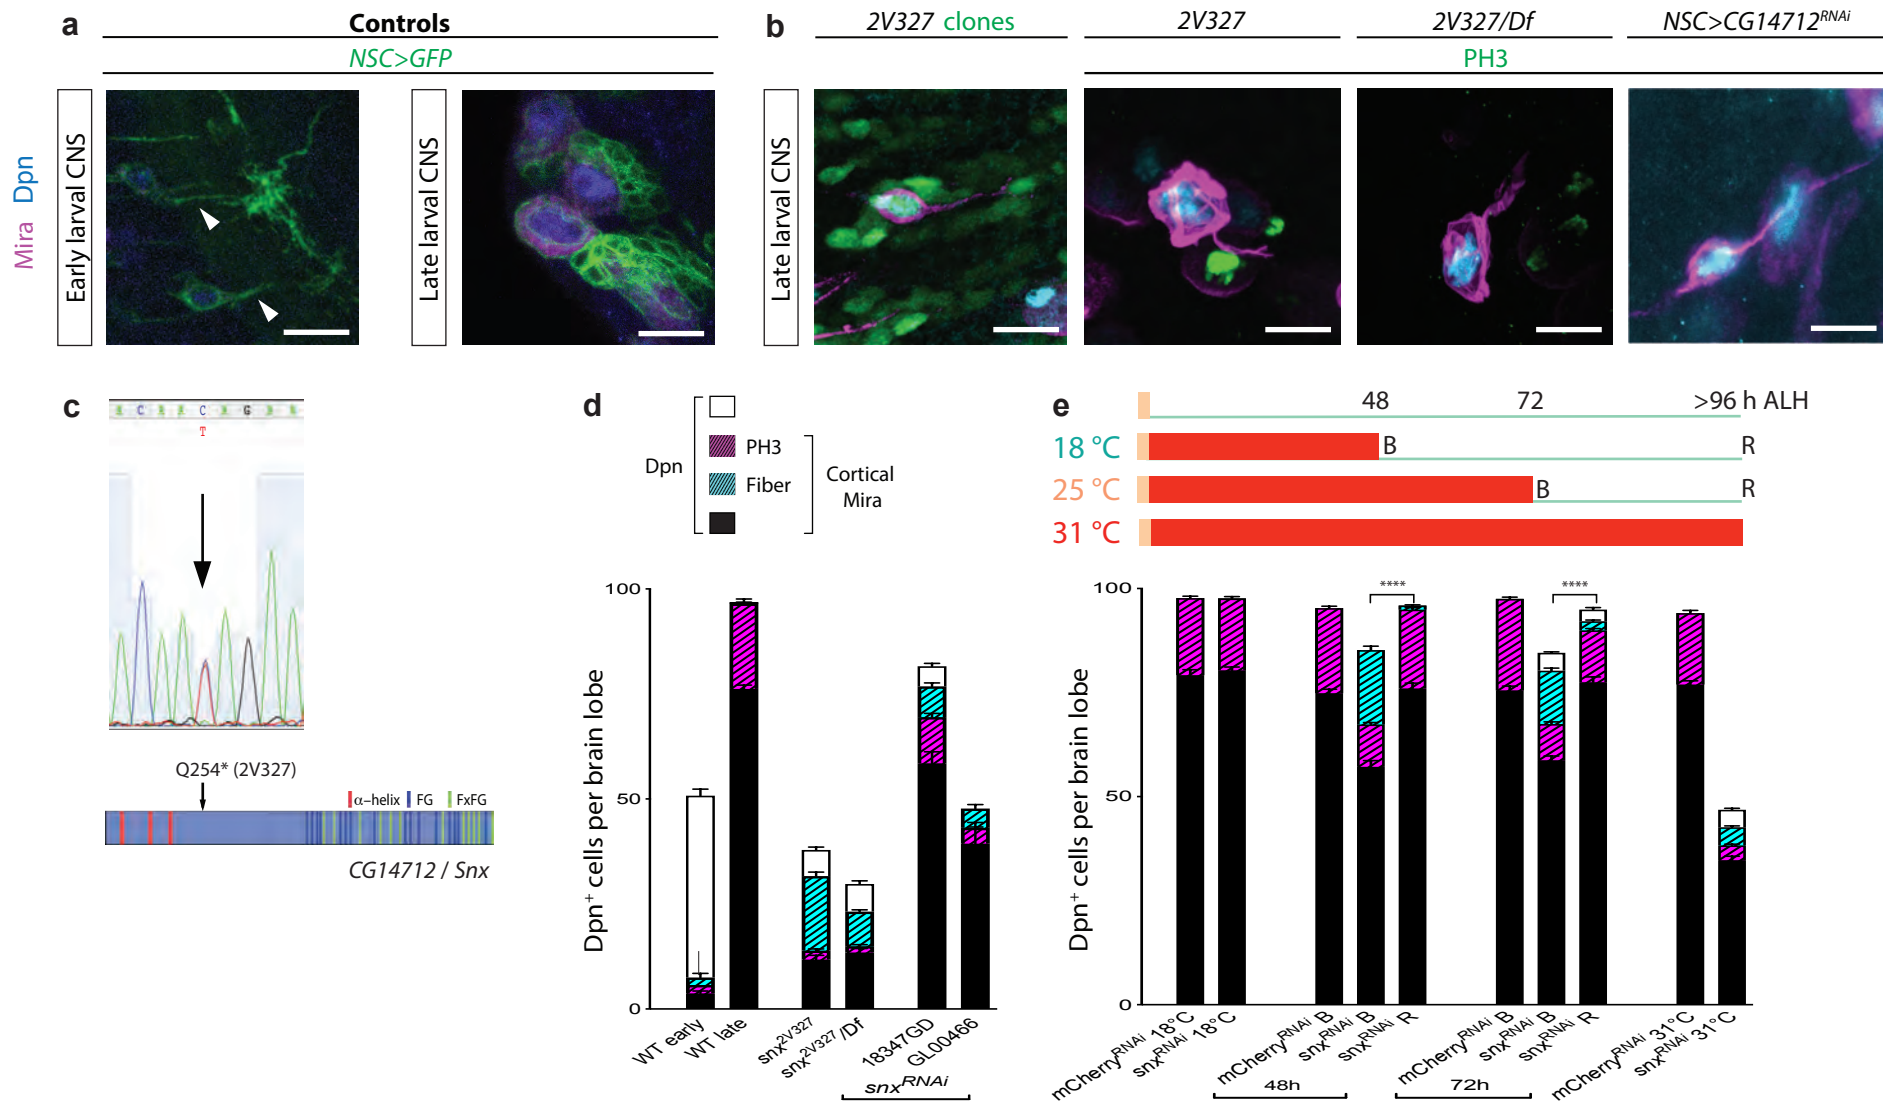 a
Controls
NSC>GFP
Mira Dpn
Early larval CNS
Late larval CNS
b
2V327 clones
2V327
2V327/Df
NSC>CG14712RNAi
PH3
Late larval CNS
c
C
C
G
T
Q254* (2V327)
α–helix
FG
FxFG
CG14712 / Snx
d
Dpn
PH3
Fiber
Cortical
Mira
Dpn+ cells per brain lobe
100
50
0
WT early
WT late
snx2V327
snx2V327/Df
18347GD
GL00466
snxRNAi
e
48
72
>96 h ALH
18 °C
B
R
25 °C
B
R
31 °C
Dpn+ cells per brain lobe
100
50
0
****
****
mCherryRNAi 18°C
snxRNAi 18°C
mCherryRNAi B
snxRNAi B
snxRNAi R
48h
mCherryRNAi B
snxRNAi B
snxRNAi R
72h
mCherryRNAi 31°C
snxRNAi 31°C